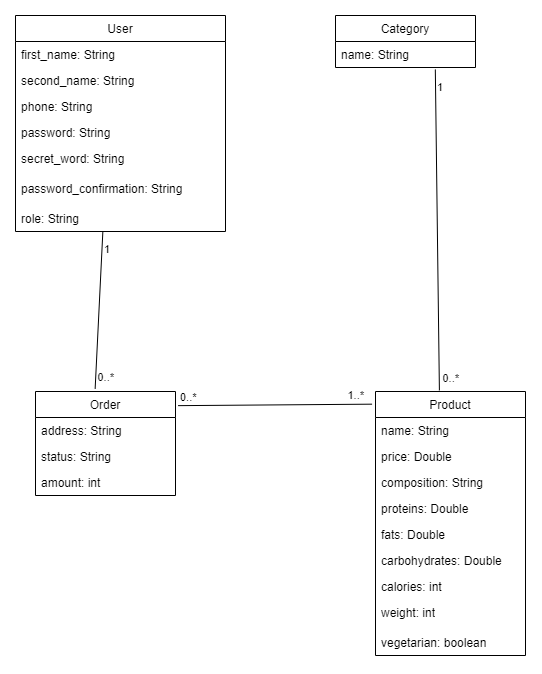 User
first_name: String
second_name: String
phone: String
password: String
secret_word: String
password_confirmation: String
role: String
1
Category
name: String
1
0..*
Order
address: String
status: String
amount: int
0..*
1..*
0..*
Product
name: String
price: Double
composition: String
proteins: Double
fats: Double
carbohydrates: Double
calories: int
weight: int
vegetarian: boolean